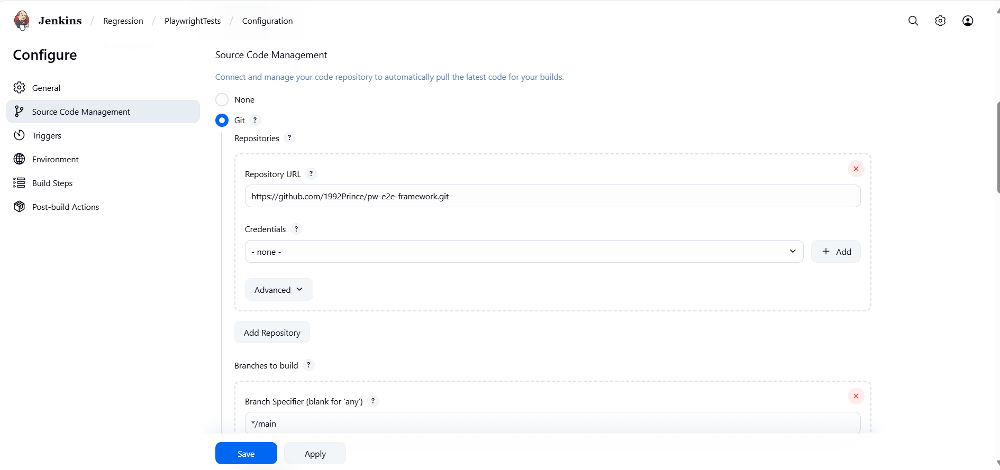 Jenkins / Regression / PlaywrightTests / Configuration
Configure
General
Source Code Management
Triggers
Environment
Build Steps
Post-build Actions
Source Code Management
Connect and manage your code repository to automatically pull the latest code for your builds.
None
Git ?
Repositories ?
Repository URL ?
https://github.com/1992Prince/pw-e2e-framework.git
Credentials ?
- none -
+ Add
Advanced
Add Repository
Branches to build ?
Branch Specifier (blank for 'any') ?
*/main
Save
Apply